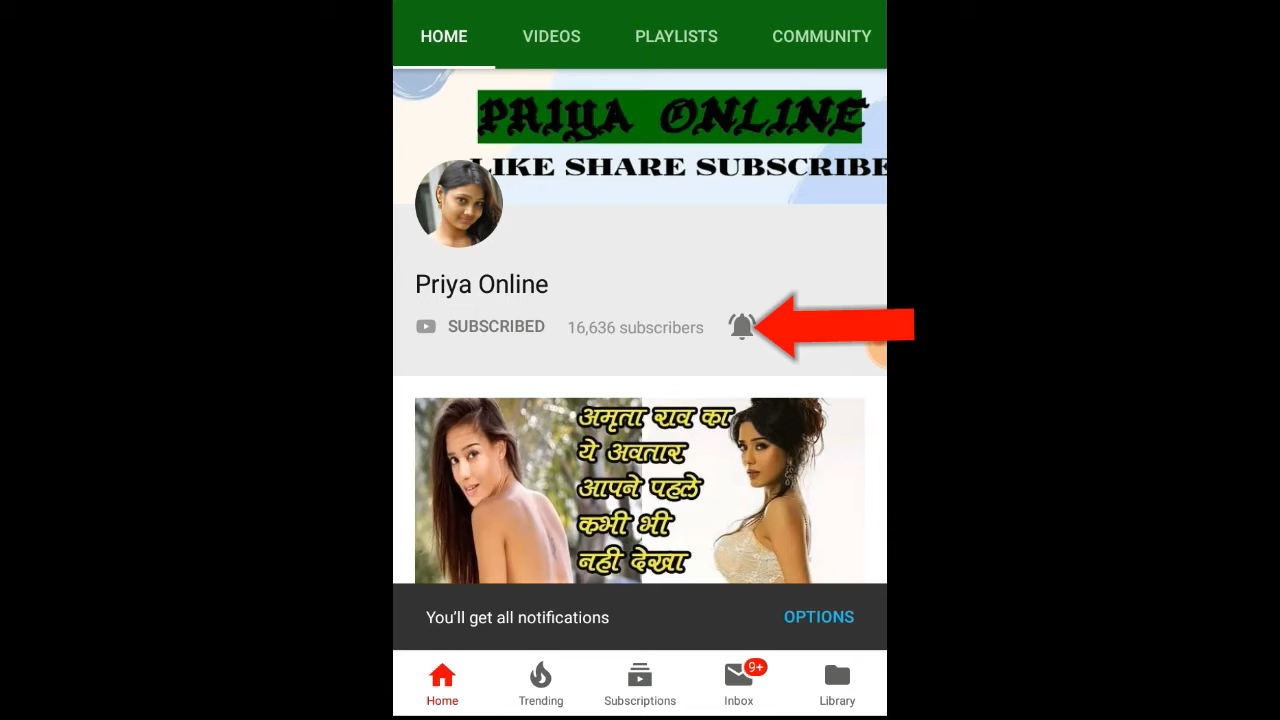 HOME VIDEOS PLAYLISTS COMMUNITY
PRIYA ONLINE
LIKE SHARE SUBSCRIBE
Priya Online
SUBSCRIBED 16,636 subscribers
अमृता राव का
ये अवतार
आपने पहले
कभी भी
नही देखा
You'll get all notifications OPTIONS
9+
Home Trending Subscriptions Inbox Library